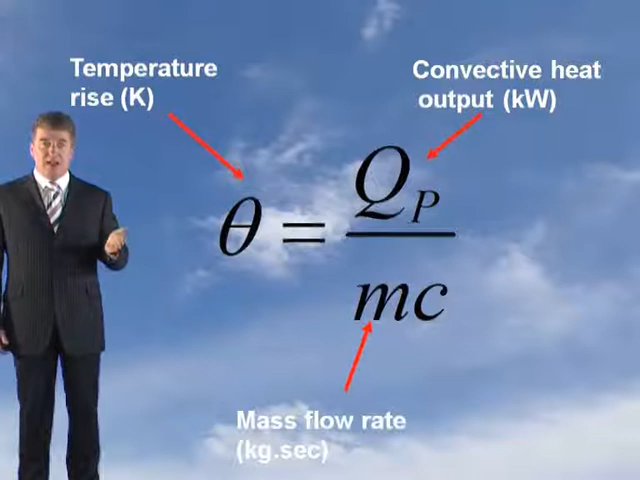 Temperature
rise (K)
Convective heat
output (kW)
θ = Q_P / mc
Mass flow rate
(kg.sec)